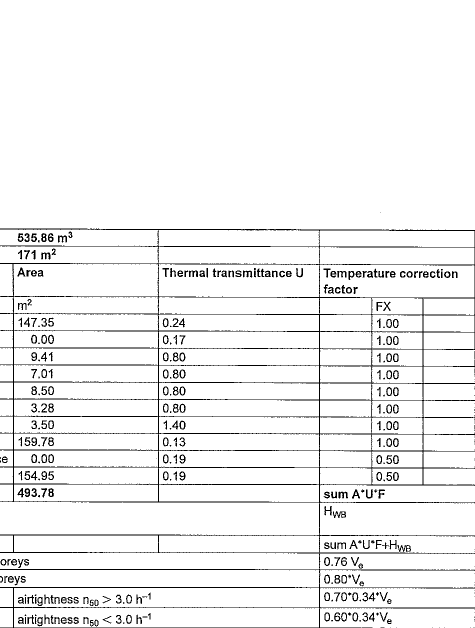 535.86 m³
171 m²
Area Thermal transmittance U Temperature correction
factor
m² FX
147.35 0.24 1.00
0.00 0.17 1.00
9.41 0.80 1.00
7.01 0.80 1.00
8.50 0.80 1.00
3.28 0.80 1.00
3.50 1.40 1.00
159.78 0.13 1.00
ce 0.00 0.19 0.50
154.95 0.19 0.50
493.78 sum A*U*F
H_WB
sum A*U*F+H_WB
oreys 0.76 Vₑ
oreys 0.80*Vₑ
airtightness n₅₀ > 3.0 h⁻¹ 0.70*0.34*Vₑ
airtightness n₅₀ < 3.0 h⁻¹ 0.60*0.34*Vₑ